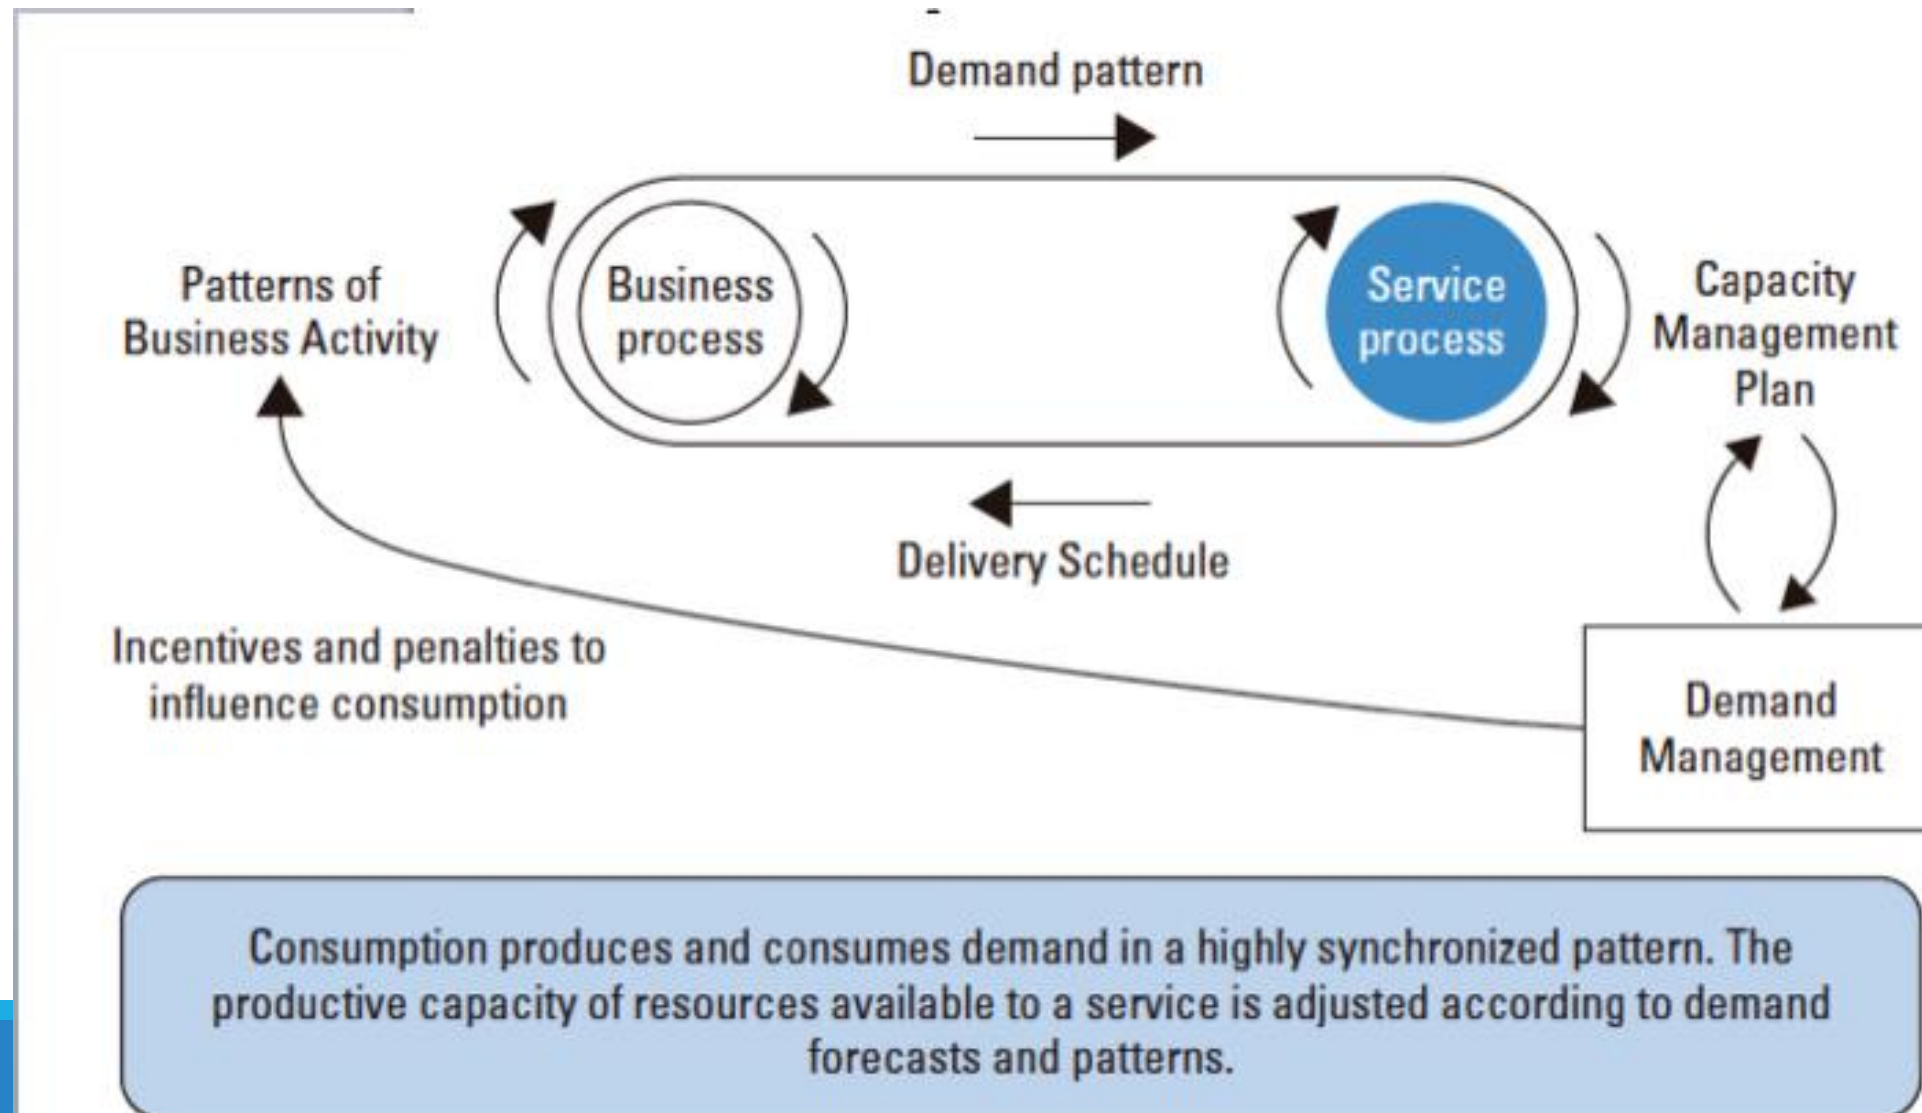 Demand pattern
Patterns of
Business Activity
Business
process
Service
process
Capacity
Management
Plan
Delivery Schedule
Incentives and penalties to
influence consumption
Demand
Management
Consumption produces and consumes demand in a highly synchronized pattern. The
productive capacity of resources available to a service is adjusted according to demand
forecasts and patterns.